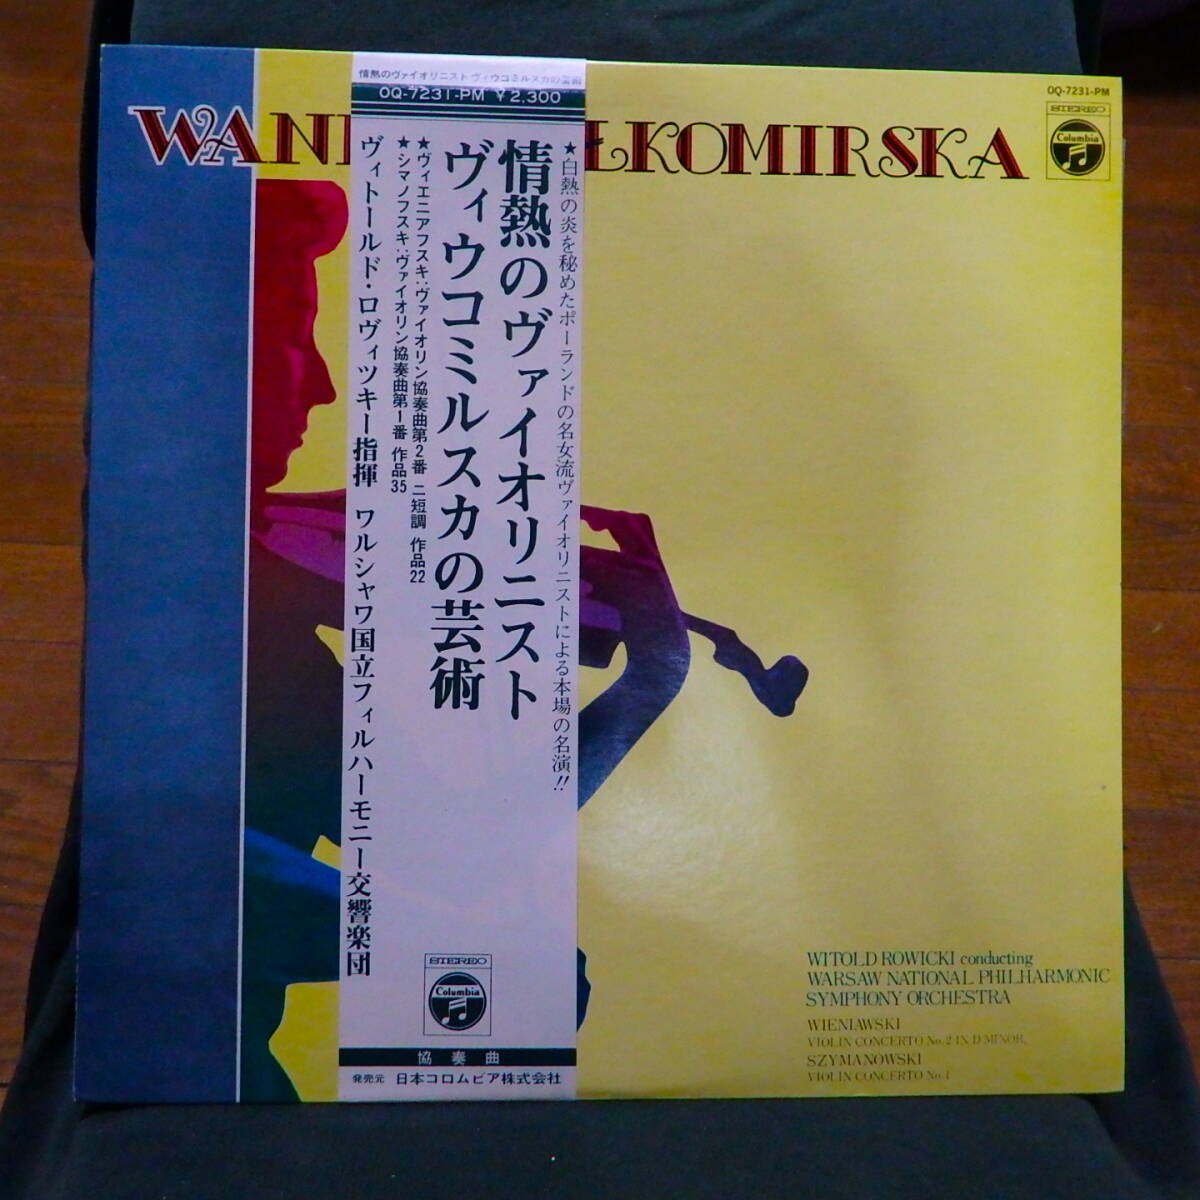 情熱のヴァイオリニスト ヴィウコミルスカの芸術
OQ-7231-PM ¥2,300
WAN
ŁKOMIRSKA
OQ-7231-PM
STEREO
Columbia
★白熱の炎を秘めたポーランドの名女流ヴァイオリニストによる本場の名演!!
情熱のヴァイオリニスト
ヴィウコミルスカの芸術
★ヴィエニアフスキ:ヴァイオリン協奏曲第2番 ニ短調 作品22
★シマノフスキ:ヴァイオリン協奏曲第1番 作品35
ヴィトールド・ロヴィツキー指揮 ワルシャワ国立フィルハーモニー交響楽団
STEREO
Columbia
協奏曲
発売元 日本コロムビア株式会社
WITOLD ROWICKI conducting
WARSAW NATIONAL PHILHARMONIC
SYMPHONY ORCHESTRA
WIENIAWSKI
VIOLIN CONCERTO No.2 IN D MINOR,
SZYMANOWSKI
VIOLIN CONCERTO No.1